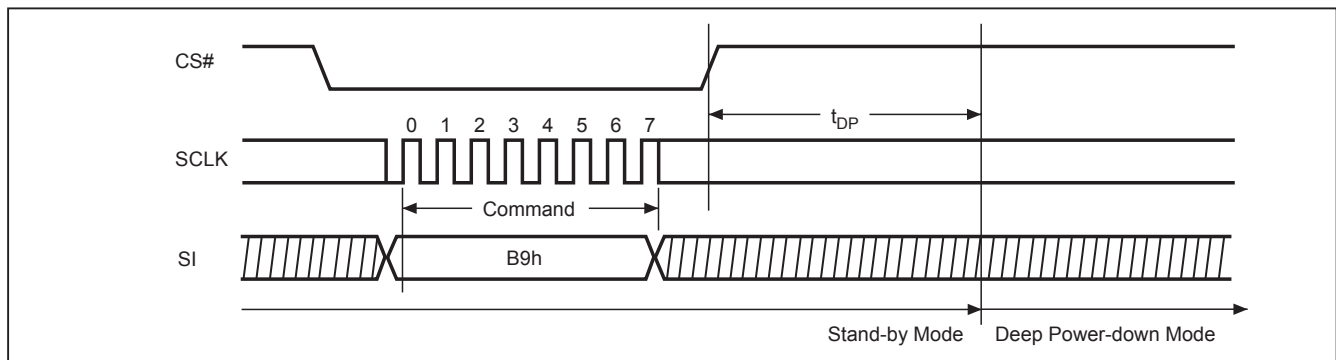 CS#
t_DP
0 1 2 3 4 5 6 7
SCLK
Command
SI
B9h
Stand-by Mode
Deep Power-down Mode